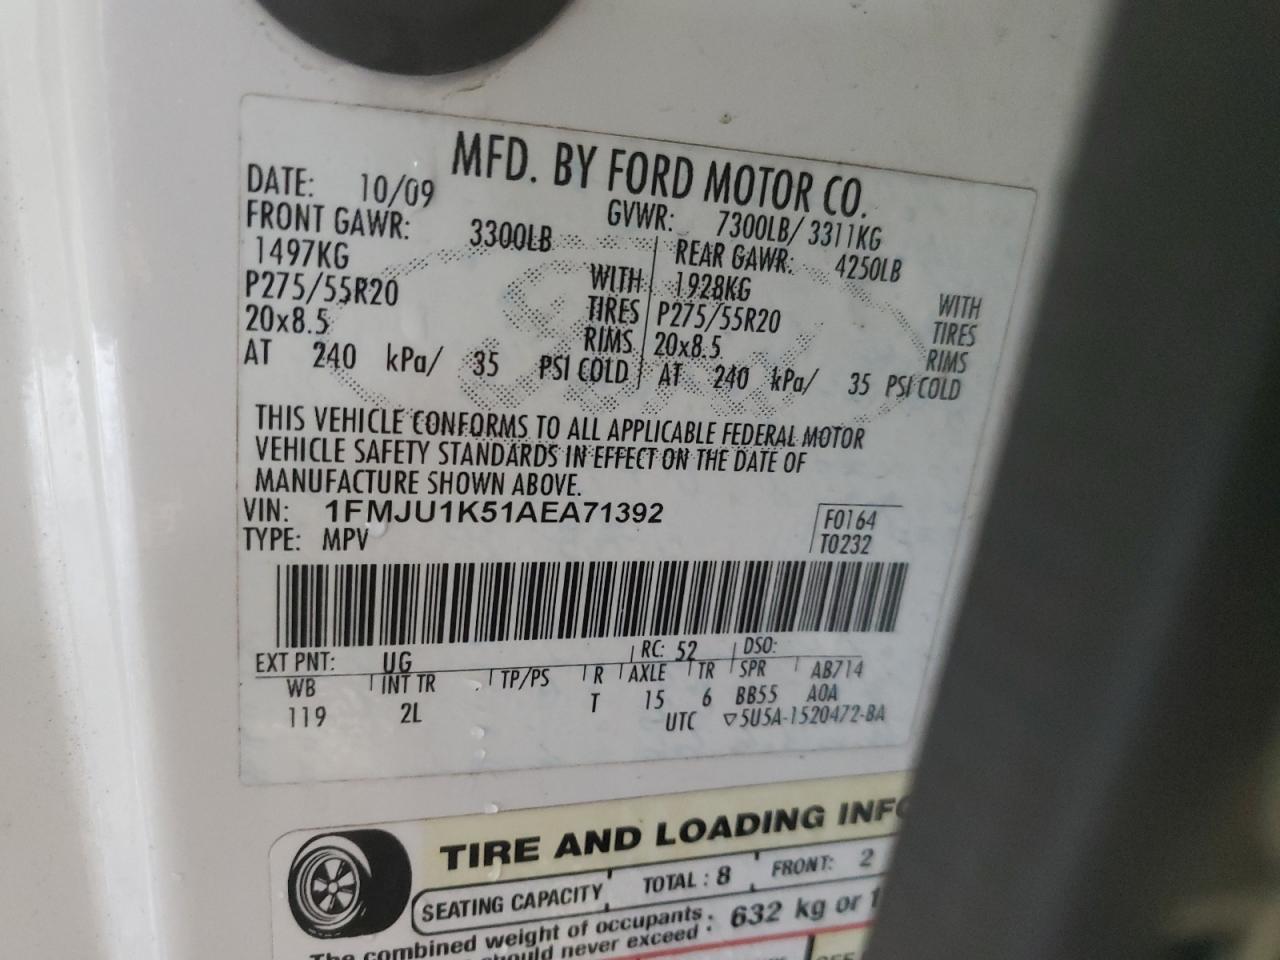 MFD. BY FORD MOTOR CO.
DATE: 10/09 GVWR: 7300LB/ 3311KG
FRONT GAWR: 3300LB REAR GAWR: 4250LB
1497KG WITH 1928KG WITH
P275/55R20 TIRES P275/55R20 TIRES
20x8.5 RIMS 20x8.5 RIMS
AT 240 kPa/ 35 PSI COLD AT 240 kPa/ 35 PSI COLD
THIS VEHICLE CONFORMS TO ALL APPLICABLE FEDERAL MOTOR
VEHICLE SAFETY STANDARDS IN EFFECT ON THE DATE OF
MANUFACTURE SHOWN ABOVE.
VIN: 1FMJU1K51AEA71392 F0164
TYPE: MPV T0232
EXT PNT: UG RC: 52 DSO:
WB INT TR TP/PS R AXLE TR SPR AB714
119 2L T 15 6 BB55 AOA
UTC ▽5U5A-1520472-BA
TIRE AND LOADING
SEATING CAPACITY TOTAL : 8 FRONT: 2
The combined weight of occupants
should never exceed : 632 kg or